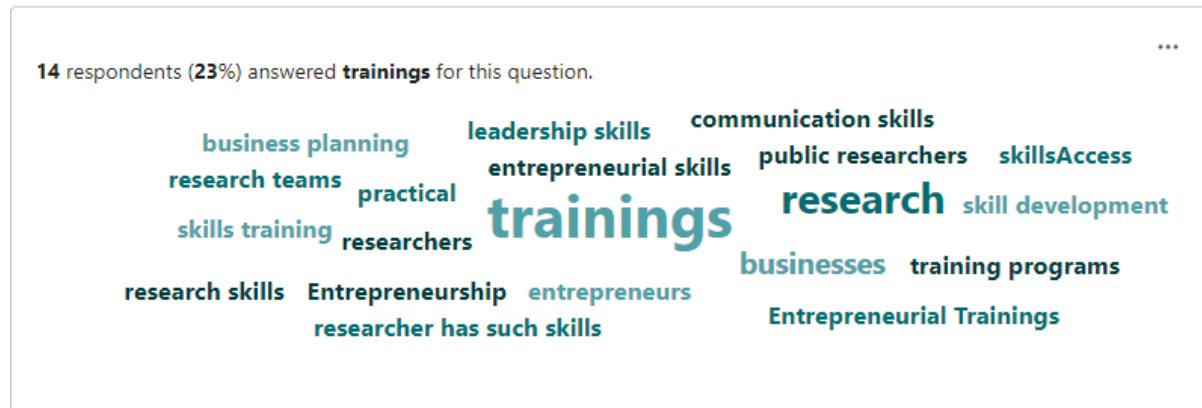 14 respondents (23%) answered trainings for this question.
communication skills
leadership skills
business planning
entrepreneurial skills
public researchers
skillsAccess
research teams
practical
trainings
research
skill development
skills training
researchers
businesses
training programs
research skills
Entrepreneurship
entrepreneurs
Entrepreneurial Trainings
researcher has such skills